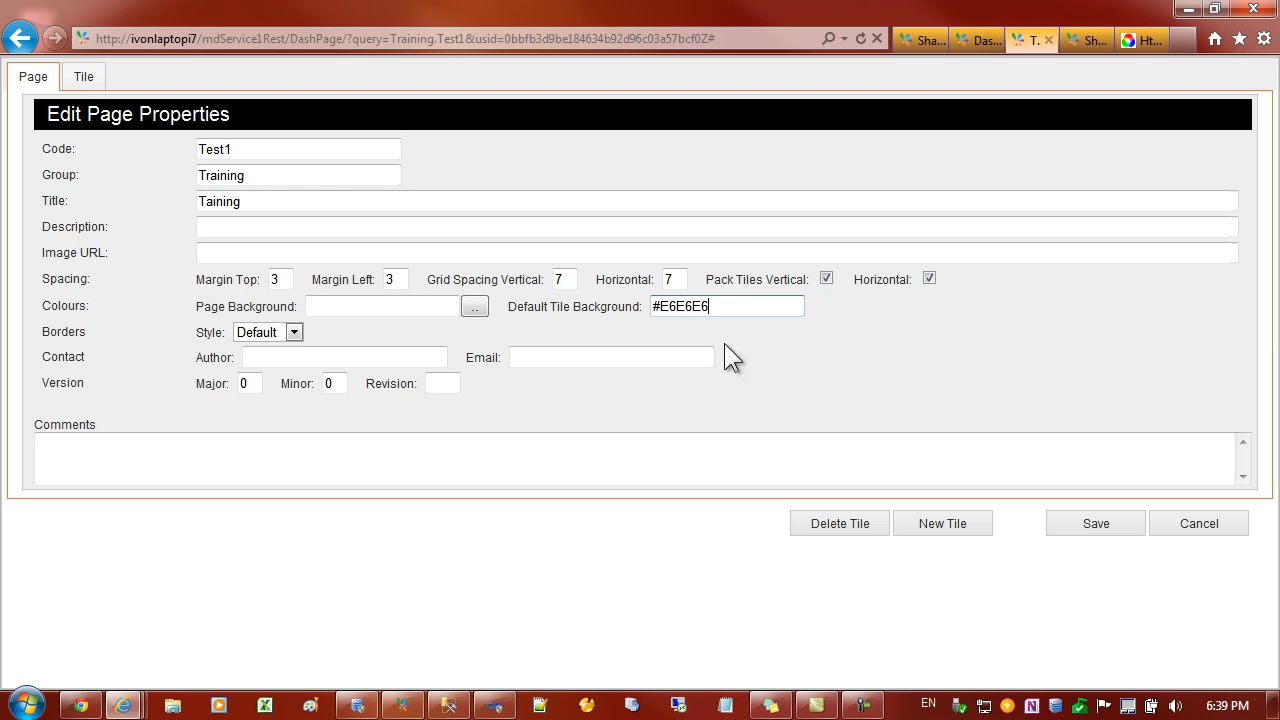 http://ivonlaptopi7/mdService1Rest/DashPage/?query=Training.Test1&usid=0bbfb3d9be184634b92d96c03a57bcf0Z#
Sha...
Das...
T.
Sh...
Ht...
Page
Tile
Edit Page Properties
Code: Test1
Group: Training
Title: Taining
Description:
Image URL:
Spacing: Margin Top: 3 Margin Left: 3 Grid Spacing Vertical: 7 Horizontal: 7 Pack Tiles Vertical: Horizontal:
Colours: Page Background: .. Default Tile Background: #E6E6E6
Borders Style: Default
Contact Author: Email:
Version Major: 0 Minor: 0 Revision:
Comments
Delete Tile New Tile Save Cancel
EN 6:39 PM